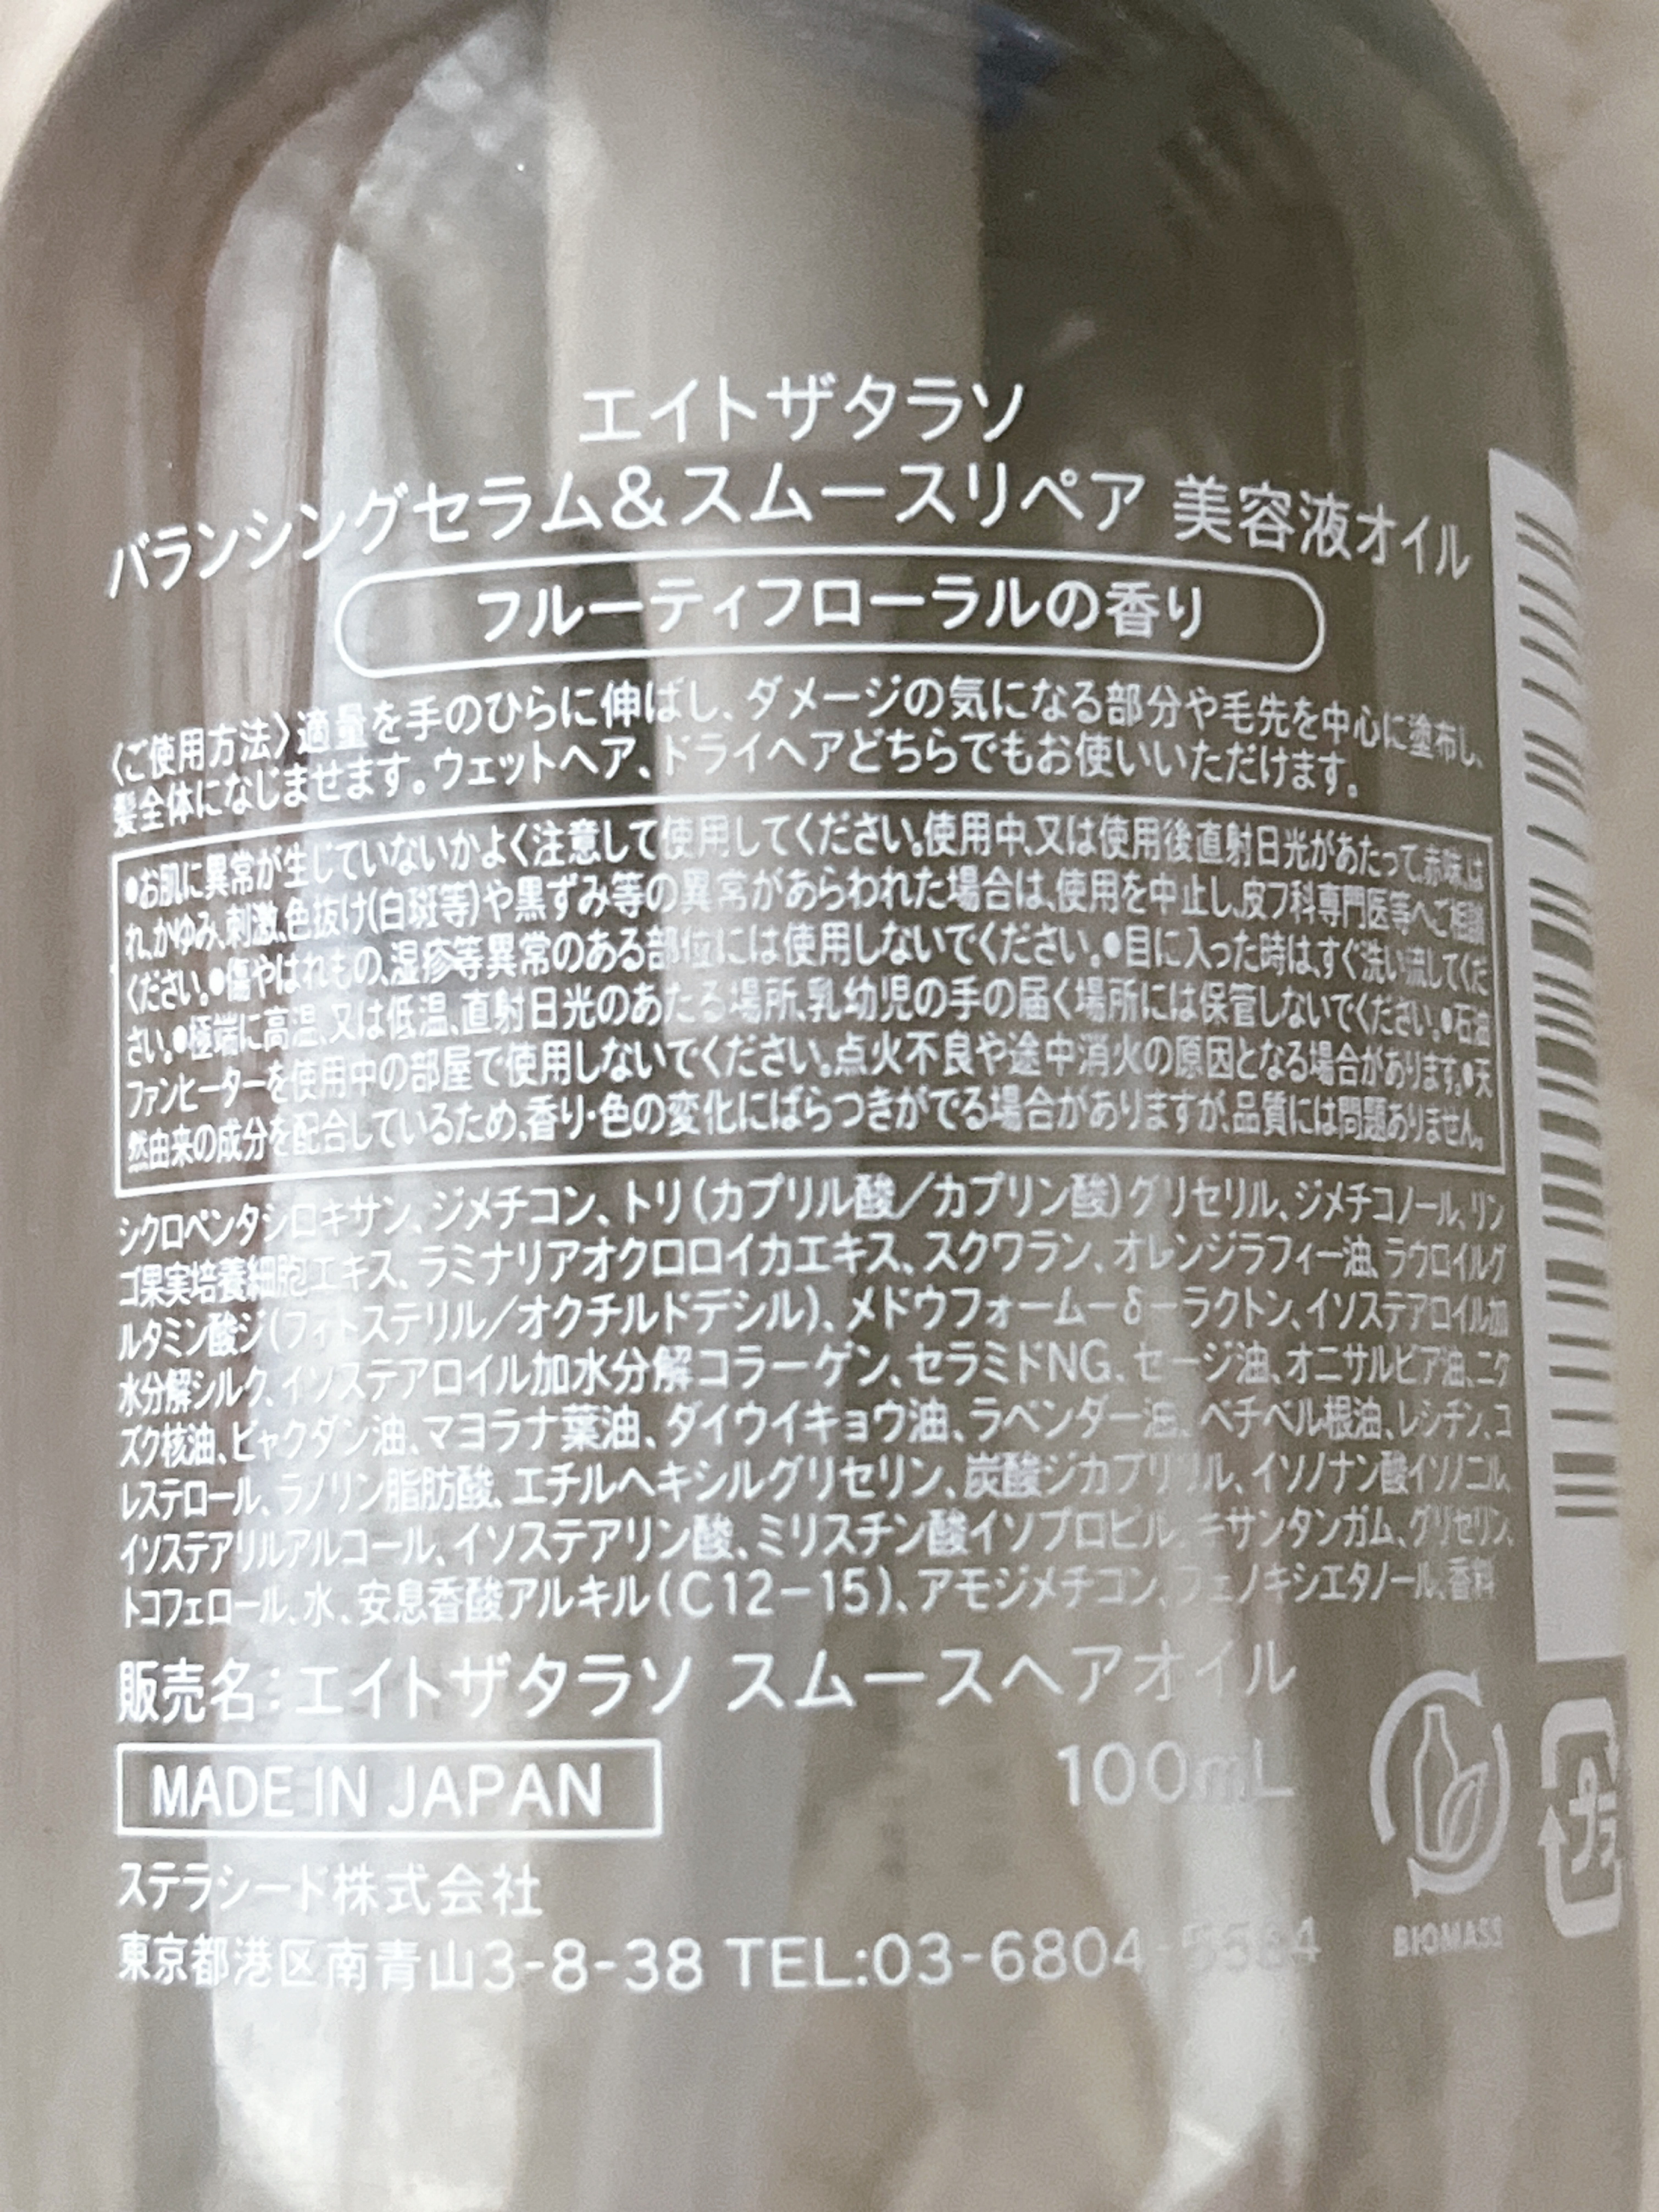 エイトザタラソ
バランシングセラム&スムースリペア 美容液オイル
フルーティフローラルの香り
〈ご使用方法〉適量を手のひらに伸ばし、ダメージの気になる部分や毛先を中心に塗布し、
髪全体になじませます。ウェットヘア、ドライヘアどちらでもお使いいただけます。
●お肌に異常が生じていないかよく注意して使用してください。使用中、又は使用後直射日光があたって、赤味、は
れ、かゆみ、刺激、色抜け(白斑等)や黒ずみ等の異常があらわれた場合は、使用を中止し、皮フ科専門医等へご相談
ください。●傷やはれもの、湿疹等異常のある部位には使用しないでください。●目に入った時は、すぐ洗い流してくだ
さい。●極端に高温、又は低温、直射日光のあたる場所、乳幼児の手の届く場所には保管しないでください。●石油
ファンヒーターを使用中の部屋で使用しないでください。点火不良や途中消火の原因となる場合があります。●天
然由来の成分を配合しているため、香り・色の変化にばらつきがでる場合がありますが、品質には問題ありません。
シクロペンタシロキサン、ジメチコン、トリ(カプリル酸/カプリン酸)グリセリル、ジメチコノール、リン
ゴ果実培養細胞エキス、ラミナリアオクロロイカエキス、スクワラン、オレンジラフィー油、ラウロイルグ
ルタミン酸ジ(フィトステリル/オクチルドデシル)、メドウフォーム－δ－ラクトン、イソステアロイル加
水分解シルク、イソステアロイル加水分解コラーゲン、セラミドNG、セージ油、オニサルビア油、ニクズ
ズク核油、ビャクダン油、マヨラナ葉油、ダイウイキョウ油、ラベンダー油、ベチベル根油、レシチン、コ
レステロール、ラノリン脂肪酸、エチルヘキシルグリセリン、炭酸ジカプリリル、イソノナン酸イソノニル、
イソステアリルアルコール、イソステアリン酸、ミリスチン酸イソプロピル、キサンタンガム、グリセリン、
トコフェロール、水、安息香酸アルキル(C12－15)、アモジメチコン、フェノキシエタノール、香料
販売名：エイトザタラソ スムースヘアオイル
MADE IN JAPAN
100mL
ステラシード株式会社
東京都港区南青山3-8-38 TEL:03-6804-5584
BIOMASS
プラ